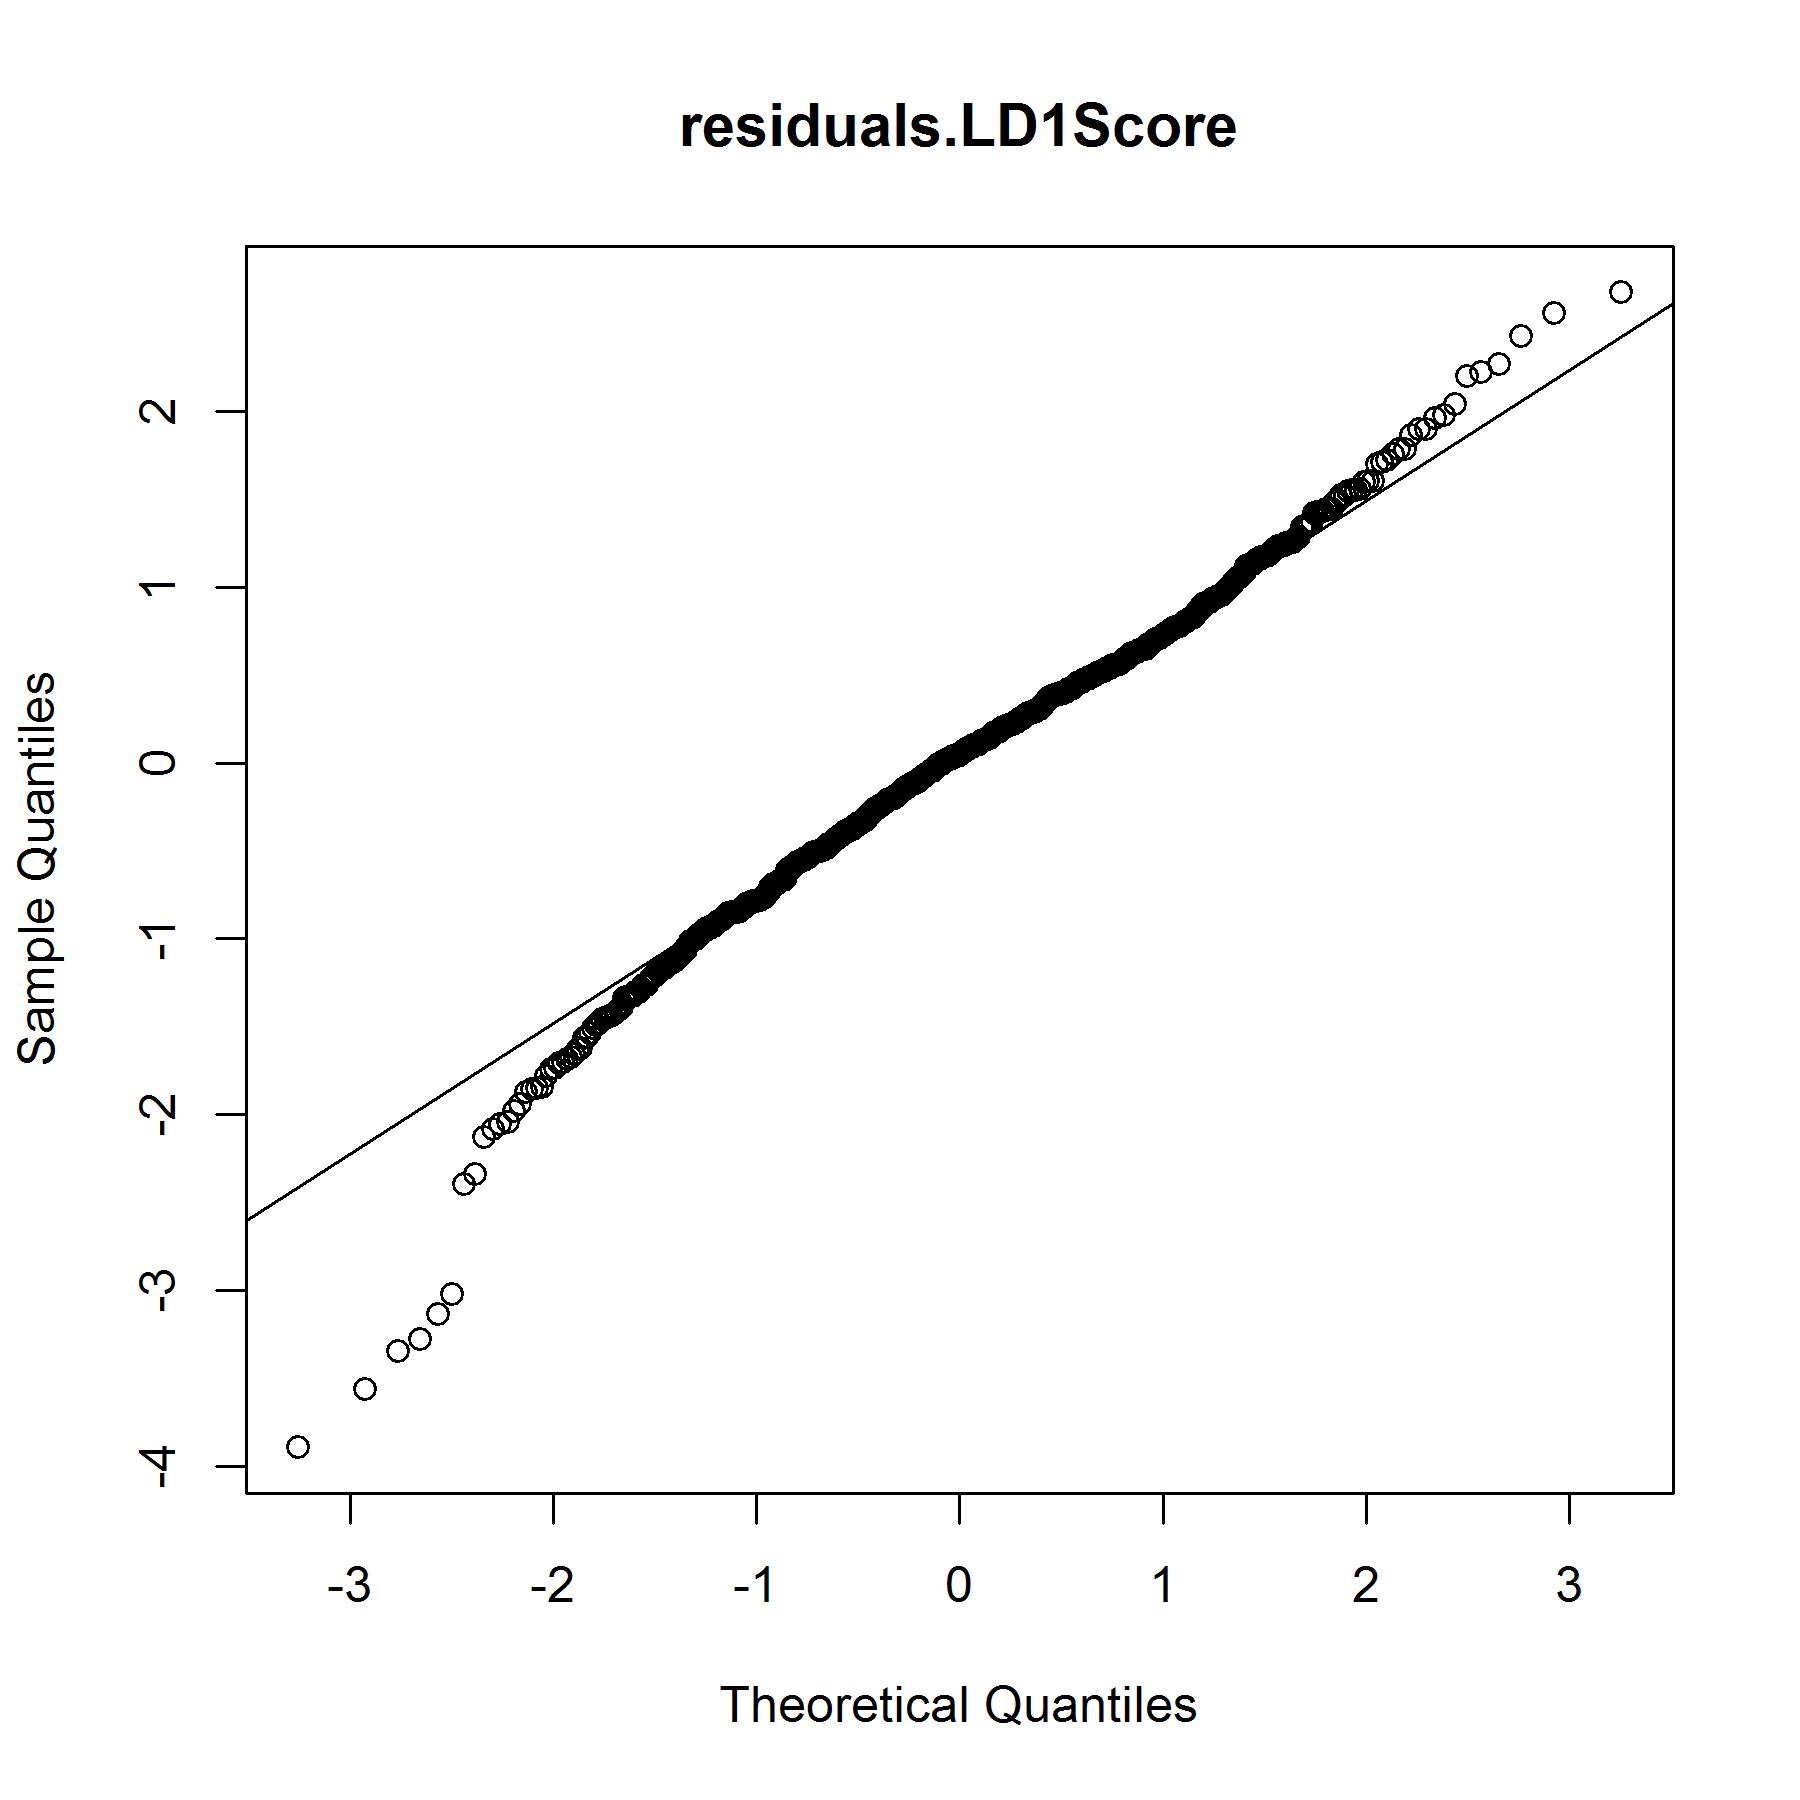 residuals.LD1Score
Sample Quantiles
2
1
0
-1
-2
-3
-4
-3 -2 -1 0 1 2 3
Theoretical Quantiles